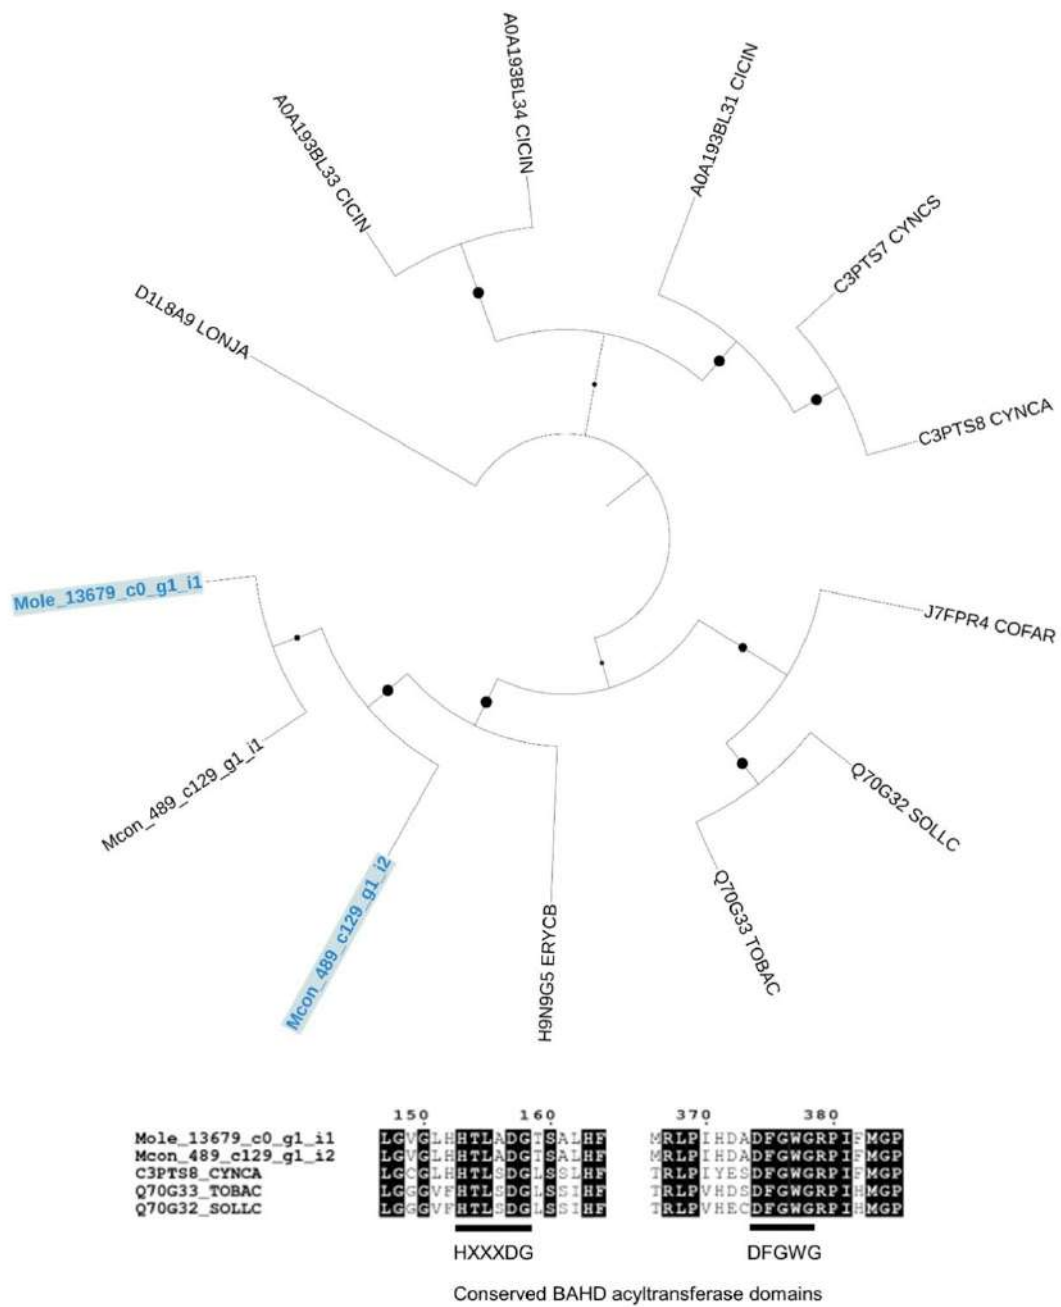 A0A193BL34 CICIN
A0A193BL31 CICIN
A0A193BL33 CICIN
C3PTS7 CYNCS
D1L8A9 LONJA
C3PTS8 CYNCA
Mole_13679_c0_g1_i1
J7FPR4 COFAR
Mcon_489_c129_g1_i1
Q70G32 SOLLC
Mcon_489_c129_g1_i2
Q70G33 TOBAC
H9N9G5 ERYCB
150 160 370 380
Mole_13679_c0_g1_i1 LGVGLHHTLADGTSALHF MRLPIHDADFGWGRPIFMGP
Mcon_489_c129_g1_i2 LGVGLHHTLADGTSALHF MRLPIHDADFGWGRPIFMGP
C3PTS8_CYNCA LGCGLHHTLSDGLSSLHF TRLPIYESDFGWGRPIFMGP
Q70G33_TOBAC LGGGVFHTLSDGLSSIHF TRLPVHDSDFGWGRPIHMGP
Q70G32_SOLLC LGGGVFHTLSDGLSSIHF TRLPVHECDFGWGRPIHMGP
HXXXDG DFGWG
Conserved BAHD acyltransferase domains